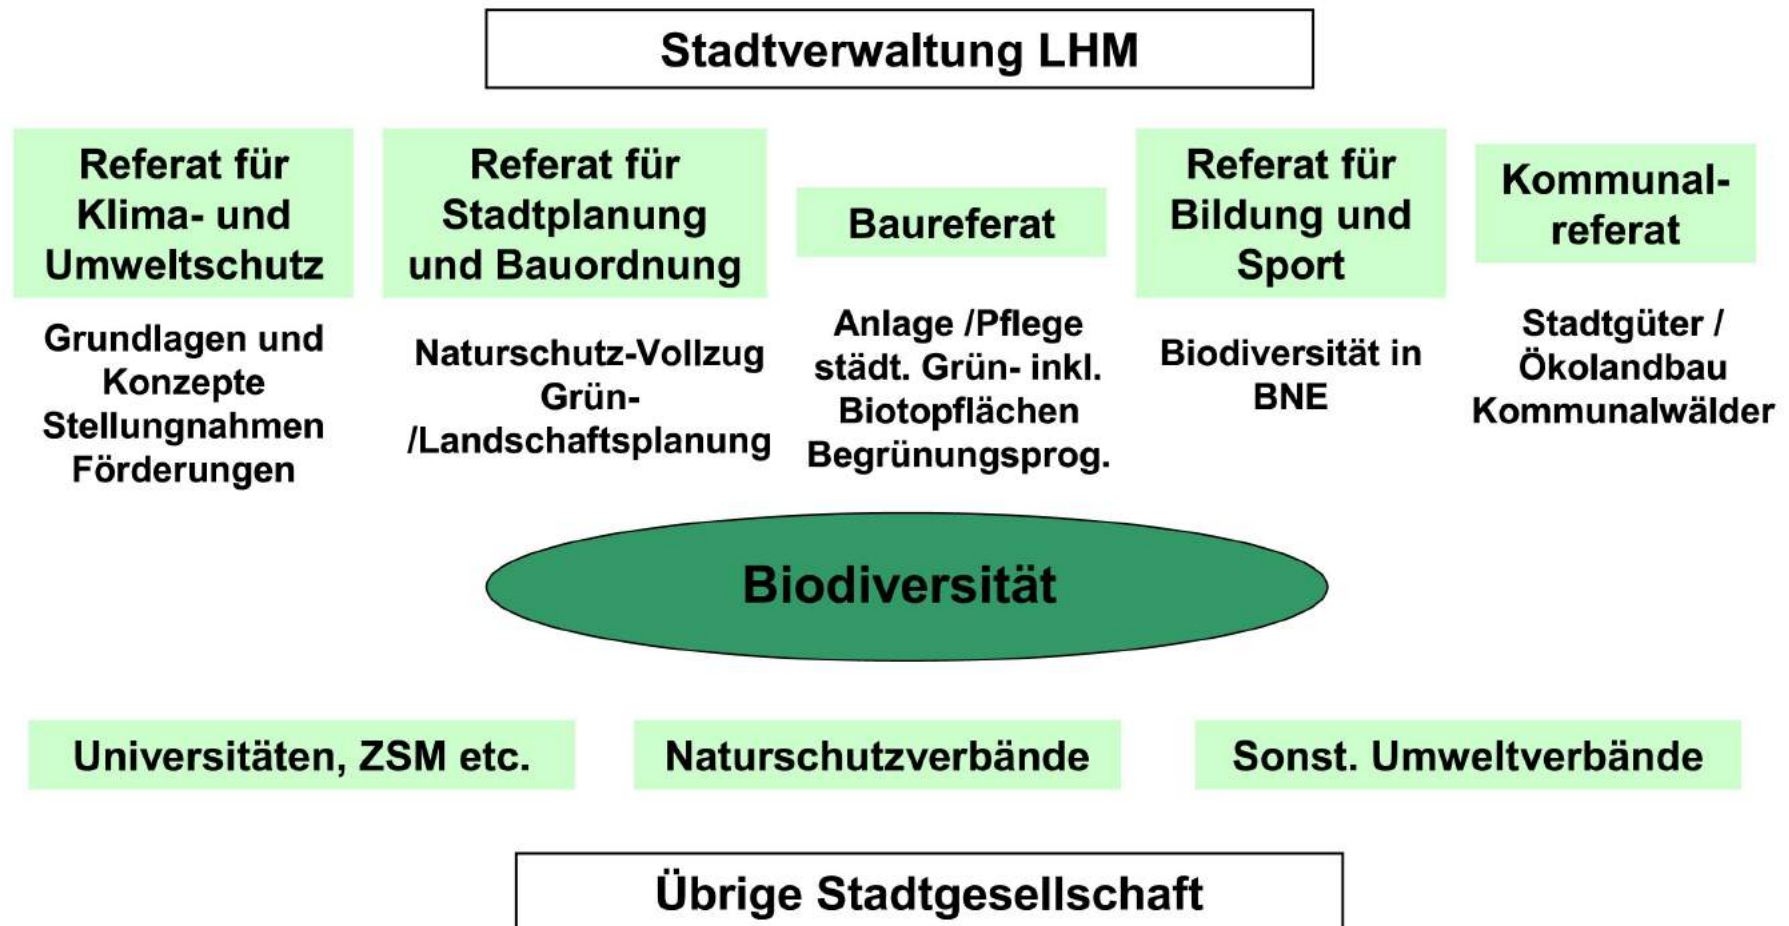 Stadtverwaltung LHM
Referat für
Klima- und
Umweltschutz
Grundlagen und
Konzepte
Stellungnahmen
Förderungen
Referat für
Stadtplanung
und Bauordnung
Naturschutz-Vollzug
Grün-
/Landschaftsplanung
Baureferat
Anlage /Pflege
städt. Grün- inkl.
Biotopflächen
Begrünungsprog.
Referat für
Bildung und
Sport
Biodiversität in
BNE
Kommunal-
referat
Stadtgüter /
Ökolandbau
Kommunalwälder
Biodiversität
Universitäten, ZSM etc.
Naturschutzverbände
Sonst. Umweltverbände
Übrige Stadtgesellschaft